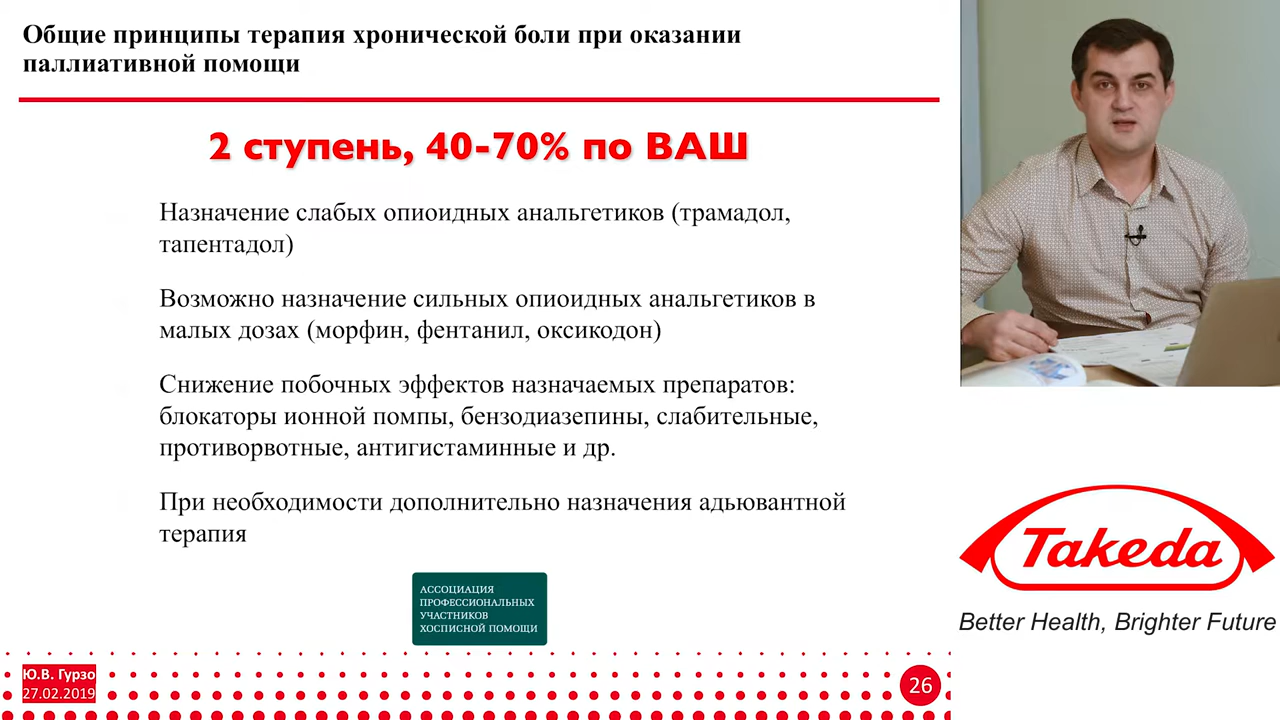 Общие принципы терапия хронической боли при оказании
паллиативной помощи
2 ступень, 40-70% по ВАШ
Назначение слабых опиоидных анальгетиков (трамадол,
тапентадол)
Возможно назначение сильных опиоидных анальгетиков в
малых дозах (морфин, фентанил, оксикодон)
Снижение побочных эффектов назначаемых препаратов:
блокаторы ионной помпы, бензодиазепины, слабительные,
противорвотные, антигистаминные и др.
При необходимости дополнительно назначения адьювантной
терапия
АССОЦИАЦИЯ
ПРОФЕССИОНАЛЬНЫХ
УЧАСТНИКОВ
ХОСПИСНОЙ ПОМОЩИ
Ю.В. Гурзо
27.02.2019
26
Takeda
Better Health, Brighter Future